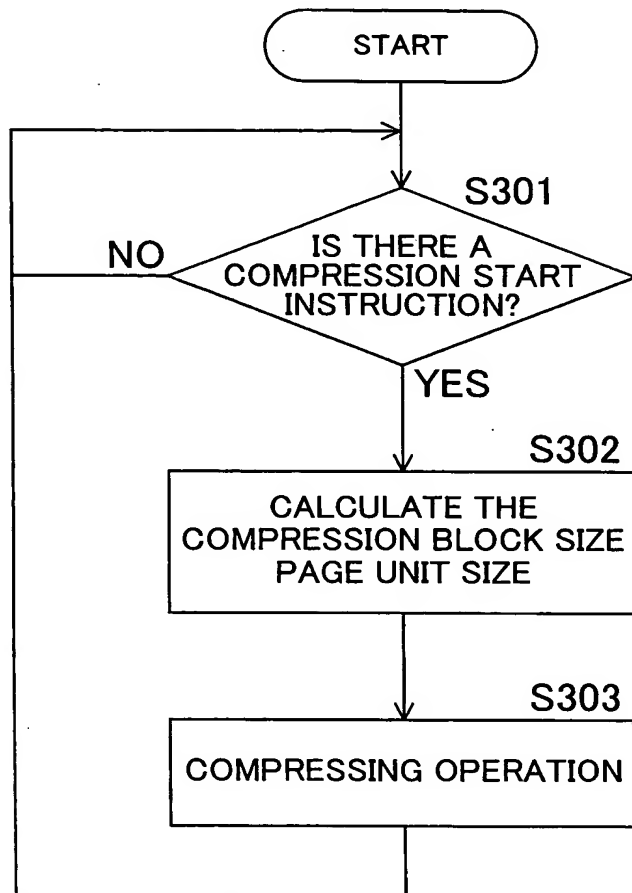 START
S301
NO
IS THERE A
COMPRESSION START
INSTRUCTION?
YES
S302
CALCULATE THE
COMPRESSION BLOCK SIZE
PAGE UNIT SIZE
S303
COMPRESSING OPERATION